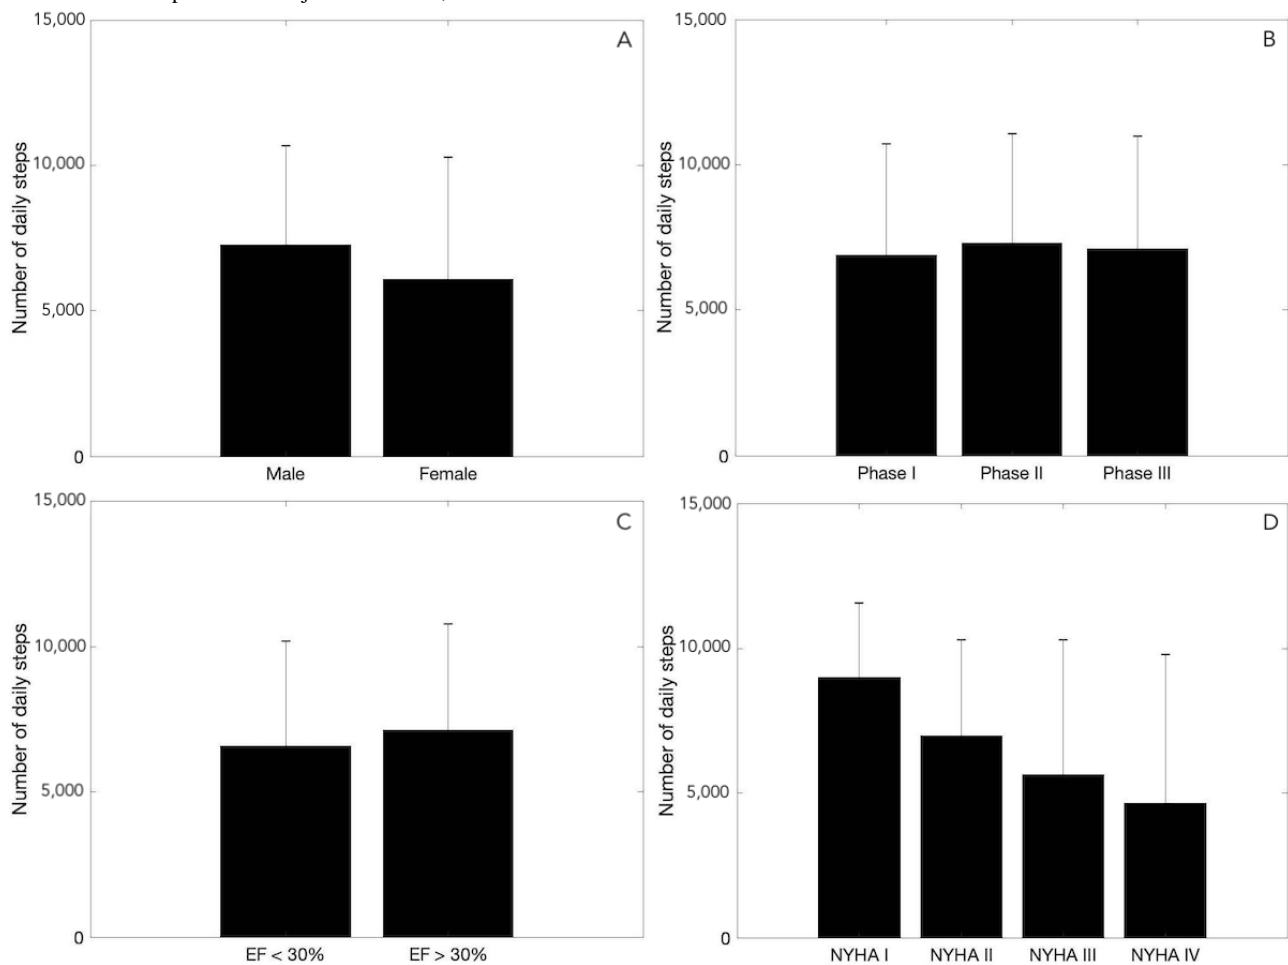 15,000
A
10,000
5,000
0
Number of daily steps
Male Female
15,000
B
10,000
5,000
0
Number of daily steps
Phase I Phase II Phase III
15,000
C
10,000
5,000
0
Number of daily steps
EF < 30% EF > 30%
15,000
D
10,000
5,000
0
Number of daily steps
NYHA I NYHA II NYHA III NYHA IV